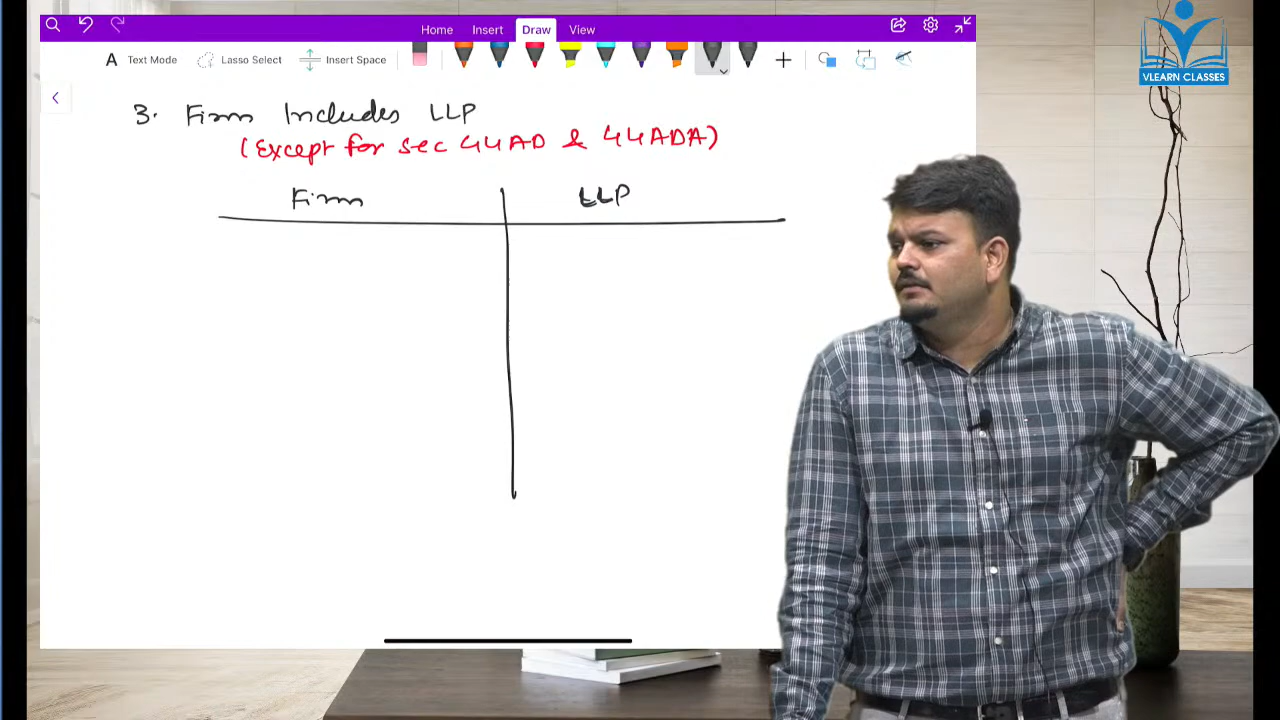 Home Insert Draw View
A Text Mode Lasso Select Insert Space
VLEARN CLASSES
3. Firm Includes LLP
(Except for sec 44AD & 44ADA)
Firm LLP